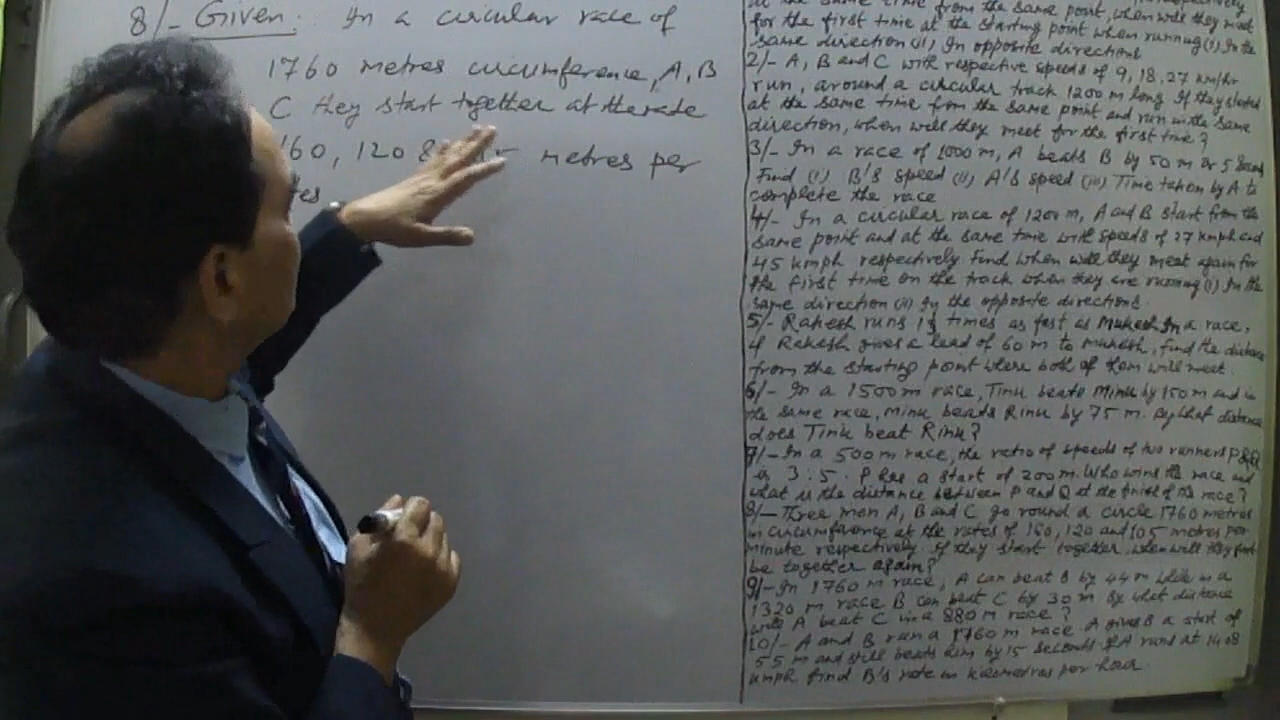 8/- Given: In a circular race of
1760 metres circumference, A, B
C they start together at the rate
160, 120 metres per
tes
at the same time from the same point, when will they meet
for the first time at the starting point when running (i) In the
same direction (ii) In opposite directions
2/- A, B and C with respective speeds of 9, 18, 27 km/hr
run, around a circular track 1200 m long. If they started
at the same time from the same point and run in the same
direction, when will they meet for the first time?
3/- In a race of 1000 m, A beats B by 50 m or 5 seconds
Find (i) B's speed (ii) A's speed (iii) Time taken by A to
complete the race
4/- In a circular race of 1200 m, A and B start from the
same point and at the same time with speeds of 27 kmph and
45 kmph respectively Find when will they meet again for
the first time on the track when they are running (i) In the
same direction (ii) In the opposite directions.
5/- Rakesh runs times as fast as Mukesh In a race,
if Rakesh gives a lead of 60 m to mukesh, find the distance
from the starting point where both of them will meet.
6/- In a 1500 m race, Tinu beats Minu by 150 m and in
the same race, Minu beats Rinu by 75 m. By what distance
does Tinu beat Rinu?
7/- In a 500 m race, the ratio of speeds of two runners P & Q
is 3:5. P has a start of 200 m. Who wins the race and
what is the distance between P and Q at the finish of the race?
8/- Three men A, B and C go round a circle 1760 metres
in circumference at the rates of 160, 120 and 105 metres per
minute respectively. If they start together, when will they first
be together again?
9/- In 1760 m race, A can beat B by 44 m while in a
1320 m race B can beat C by 30 m By what distance
will A beat C in a 880 m race?
10/- A and B run a 1760 m race. A gives B a start of
55 m and still beats him by 15 seconds. If A runs at
kmph find B's rate in kilometres per hour.